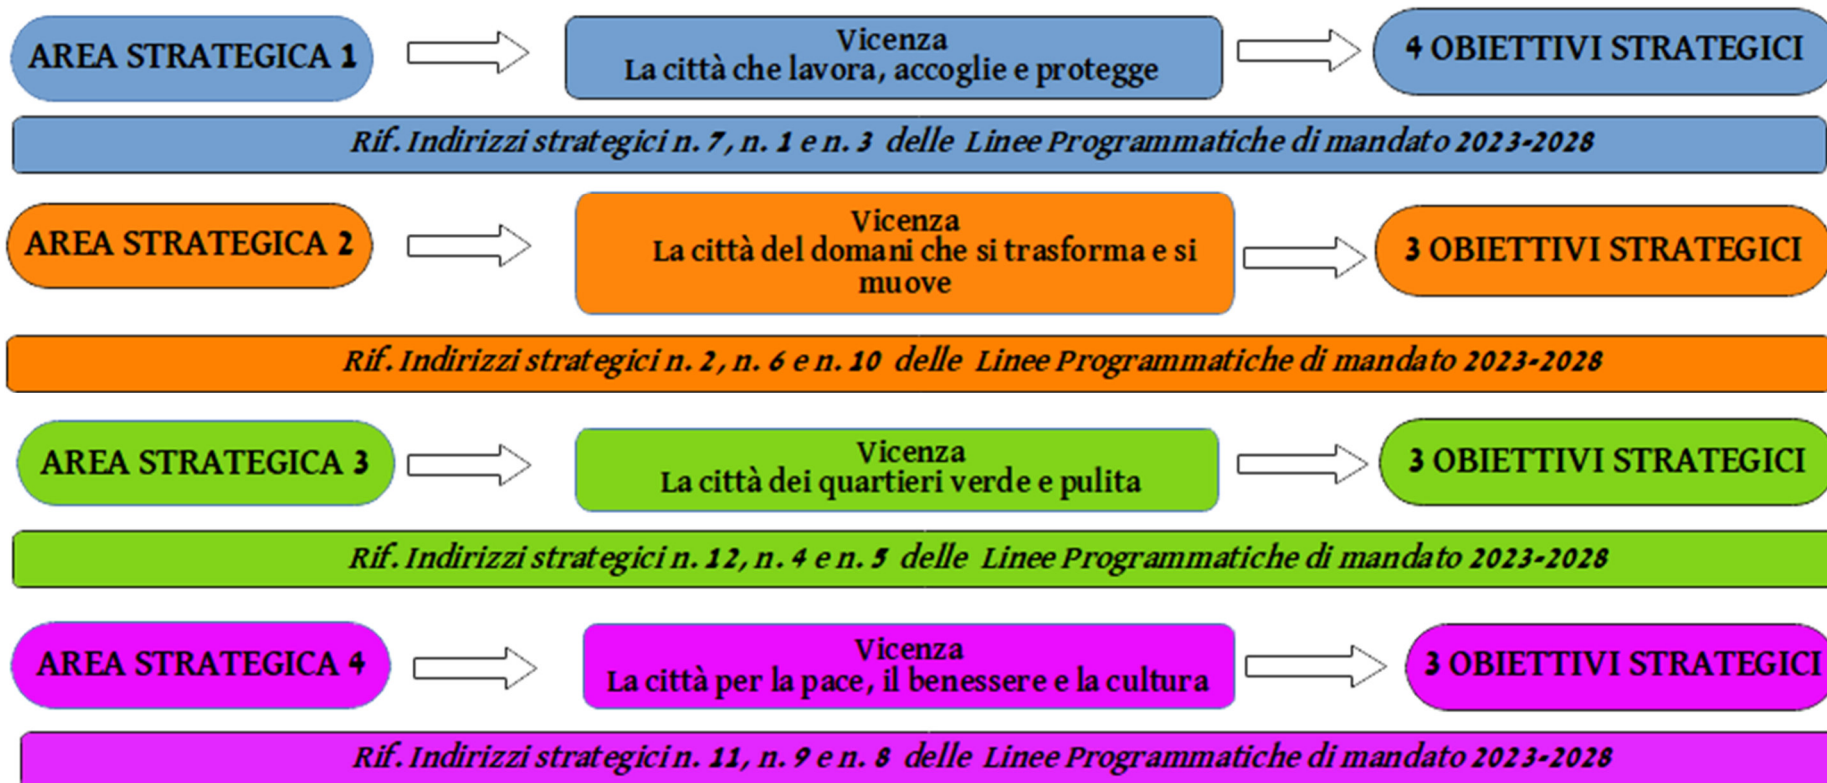 AREA STRATEGICA 1
Vicenza
La città che lavora, accoglie e protegge
4 OBIETTIVI STRATEGICI
Rif. Indirizzi strategici n. 7, n. 1 e n. 3 delle Linee Programmatiche di mandato 2023-2028
AREA STRATEGICA 2
Vicenza
La città del domani che si trasforma e si
muove
3 OBIETTIVI STRATEGICI
Rif. Indirizzi strategici n. 2, n. 6 e n. 10 delle Linee Programmatiche di mandato 2023-2028
AREA STRATEGICA 3
Vicenza
La città dei quartieri verde e pulita
3 OBIETTIVI STRATEGICI
Rif. Indirizzi strategici n. 12, n. 4 e n. 5 delle Linee Programmatiche di mandato 2023-2028
AREA STRATEGICA 4
Vicenza
La città per la pace, il benessere e la cultura
3 OBIETTIVI STRATEGICI
Rif. Indirizzi strategici n. 11, n. 9 e n. 8 delle Linee Programmatiche di mandato 2023-2028